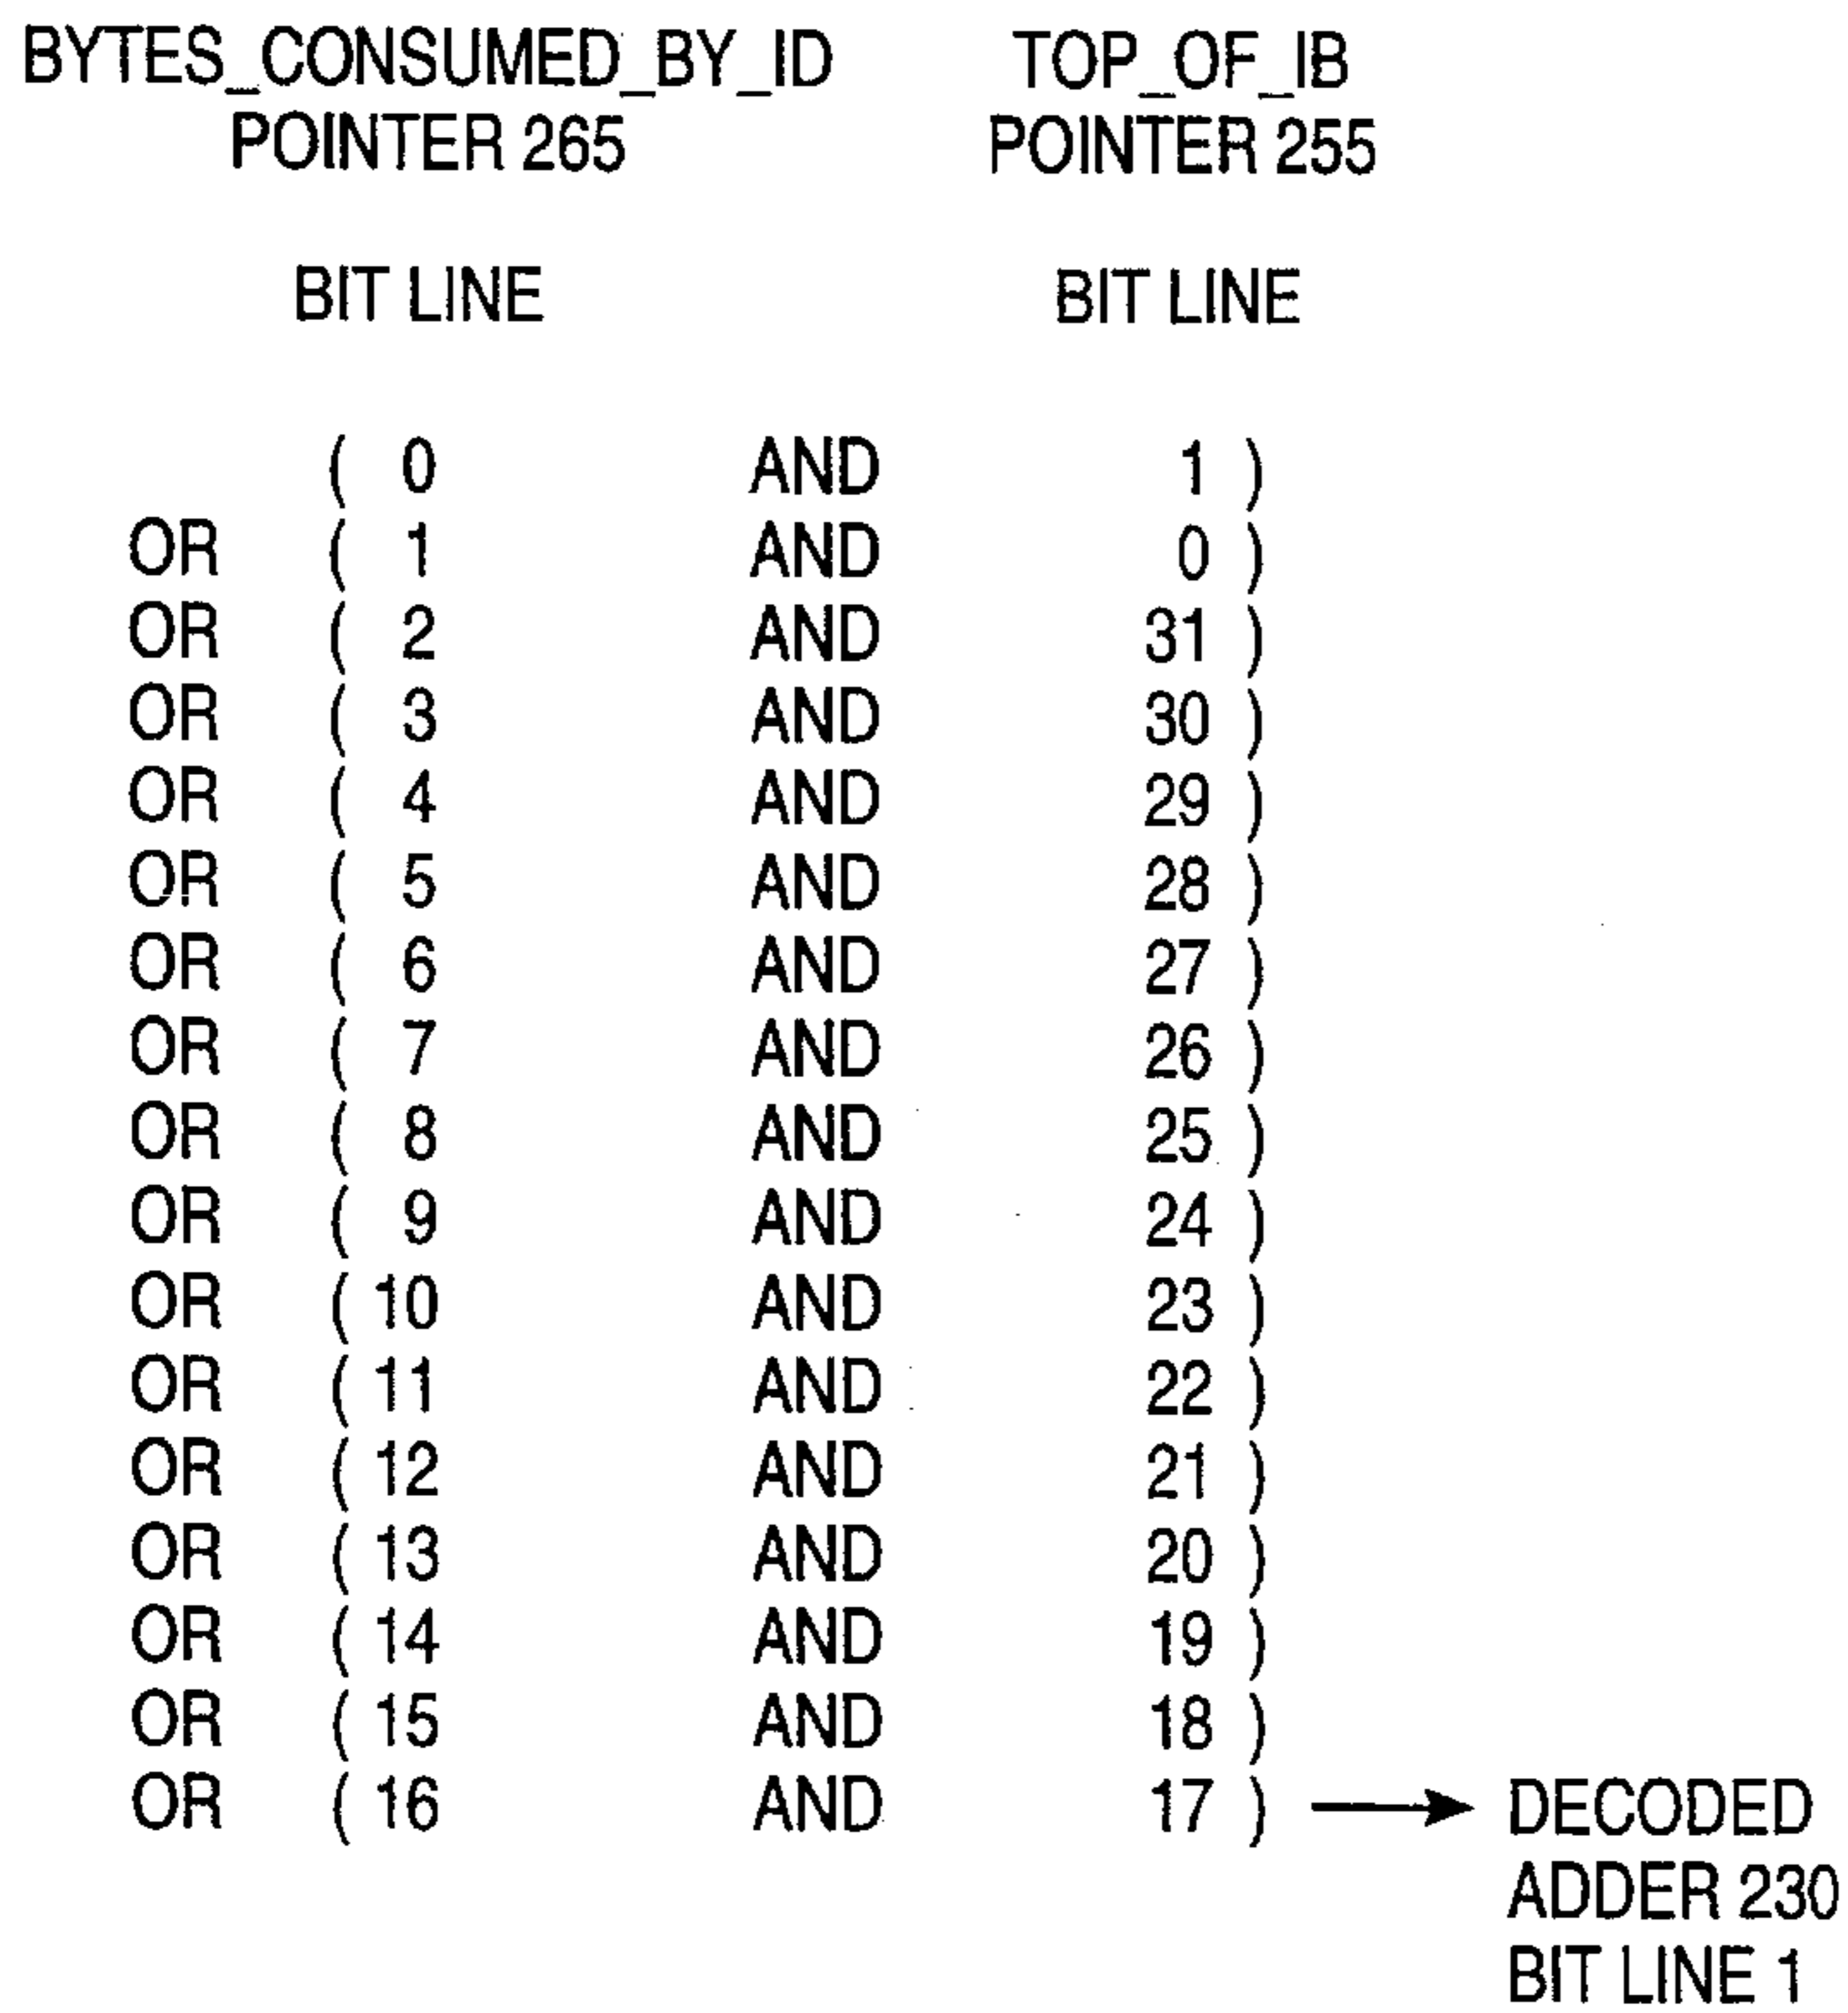 BYTES_CONSUMED_BY_ID TOP_OF_IB
POINTER 265 POINTER 255
BIT LINE BIT LINE
( 0 AND 1 )
OR ( 1 AND 0 )
OR ( 2 AND 31 )
OR ( 3 AND 30 )
OR ( 4 AND 29 )
OR ( 5 AND 28 )
OR ( 6 AND 27 )
OR ( 7 AND 26 )
OR ( 8 AND 25 )
OR ( 9 AND 24 )
OR ( 10 AND 23 )
OR ( 11 AND 22 )
OR ( 12 AND 21 )
OR ( 13 AND 20 )
OR ( 14 AND 19 )
OR ( 15 AND 18 )
OR ( 16 AND 17 ) → DECODED
ADDER 230
BIT LINE 1